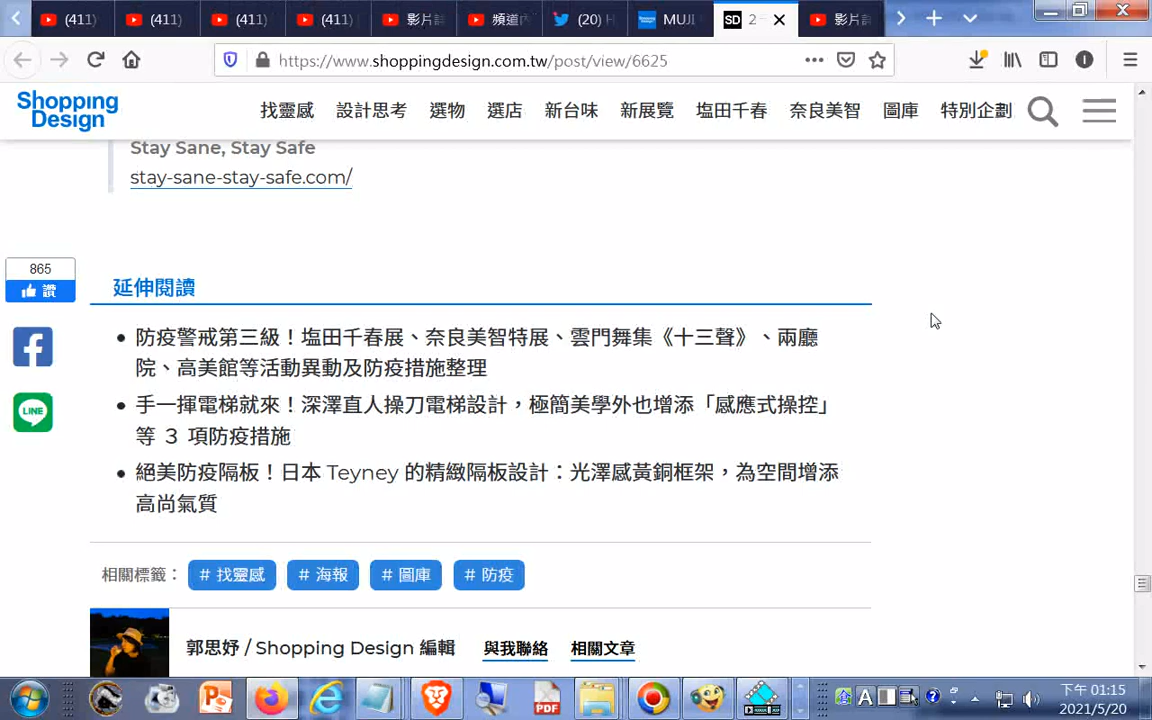 (411)
(411)
(411)
(411)
影片
頻道
(20) H
MUJI
SD 2
影片
https://www.shoppingdesign.com.tw/post/view/6625
Shopping
Design
找靈感 設計思考 選物 選店 新台味 新展覽 塩田千春 奈良美智 圖庫 特別企劃
Stay Sane, Stay Safe
stay-sane-stay-safe.com/
865
讚
延伸閱讀
防疫警戒第三級！塩田千春展、奈良美智特展、雲門舞集《十三聲》、兩廳
院、高美館等活動異動及防疫措施整理
手一揮電梯就來！深澤直人操刀電梯設計，極簡美學外也增添「感應式操控」
等 3 項防疫措施
絕美防疫隔板！日本 Teyney 的精緻隔板設計：光澤感黃銅框架，為空間增添
高尚氣質
LINE
相關標籤： # 找靈感 # 海報 # 圖庫 # 防疫
郭思妤 / Shopping Design 編輯 與我聯絡 相關文章
PDF
A
下午 01:15
2021/5/20